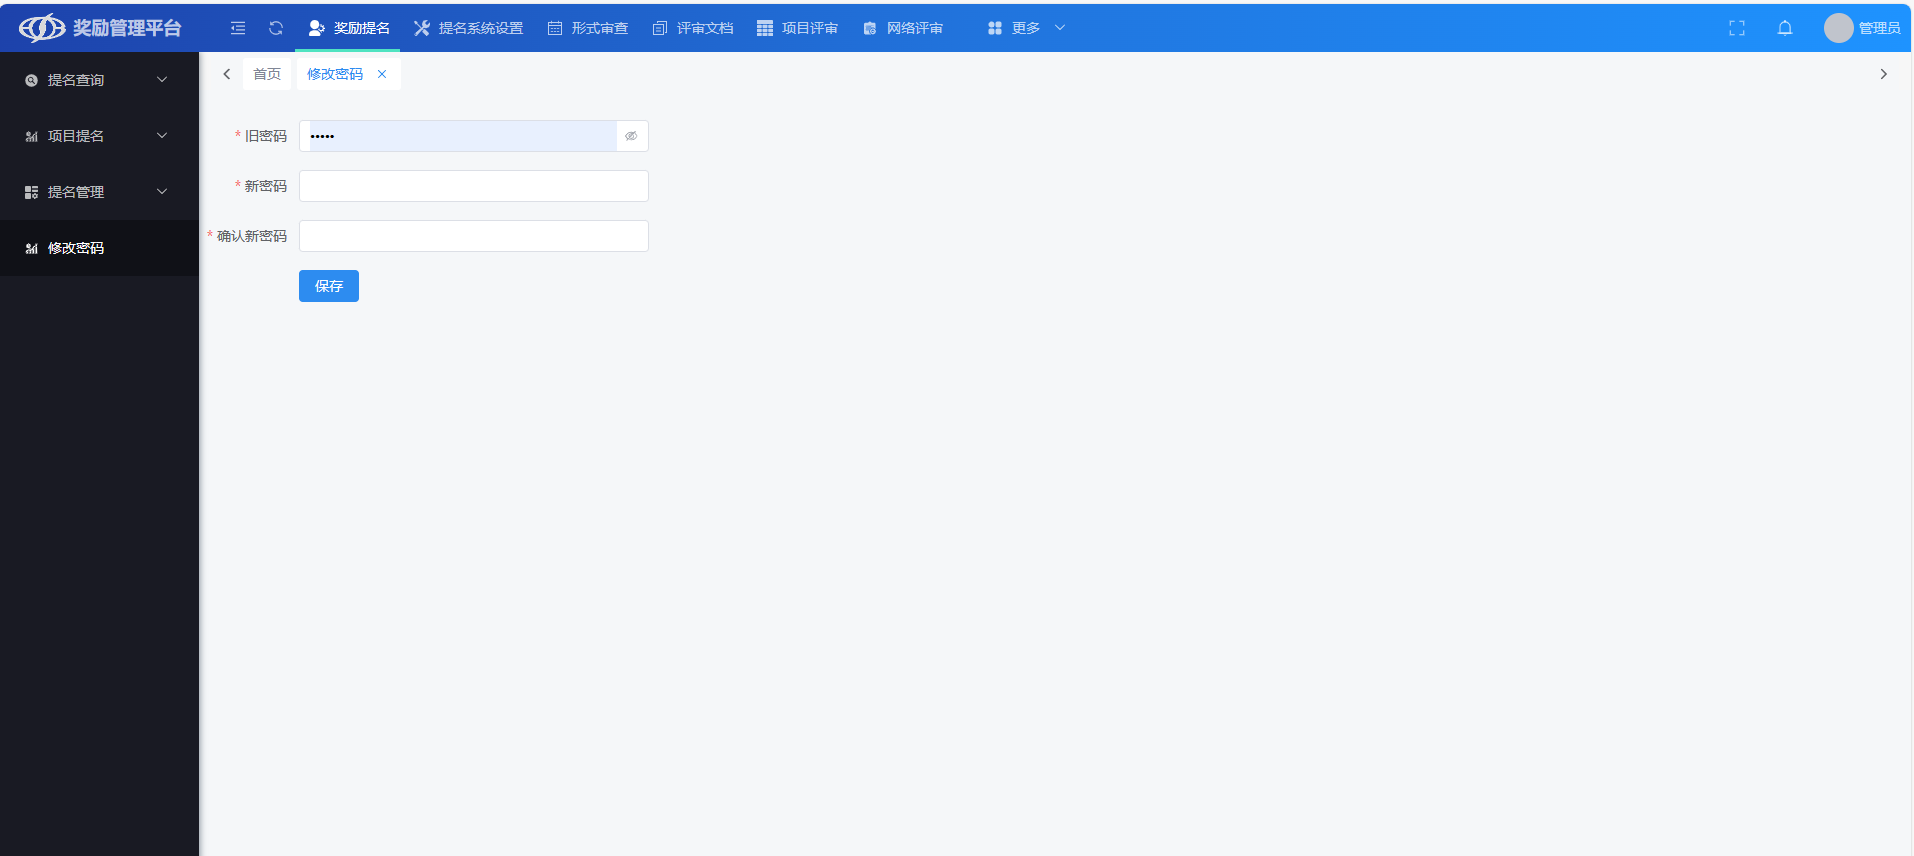 奖励管理平台
奖励提名
提名系统设置
形式审查
评审文档
项目评审
网络评审
更多
管理员
提名查询
项目提名
提名管理
修改密码
首页
修改密码
* 旧密码
•••••
* 新密码
* 确认新密码
保存